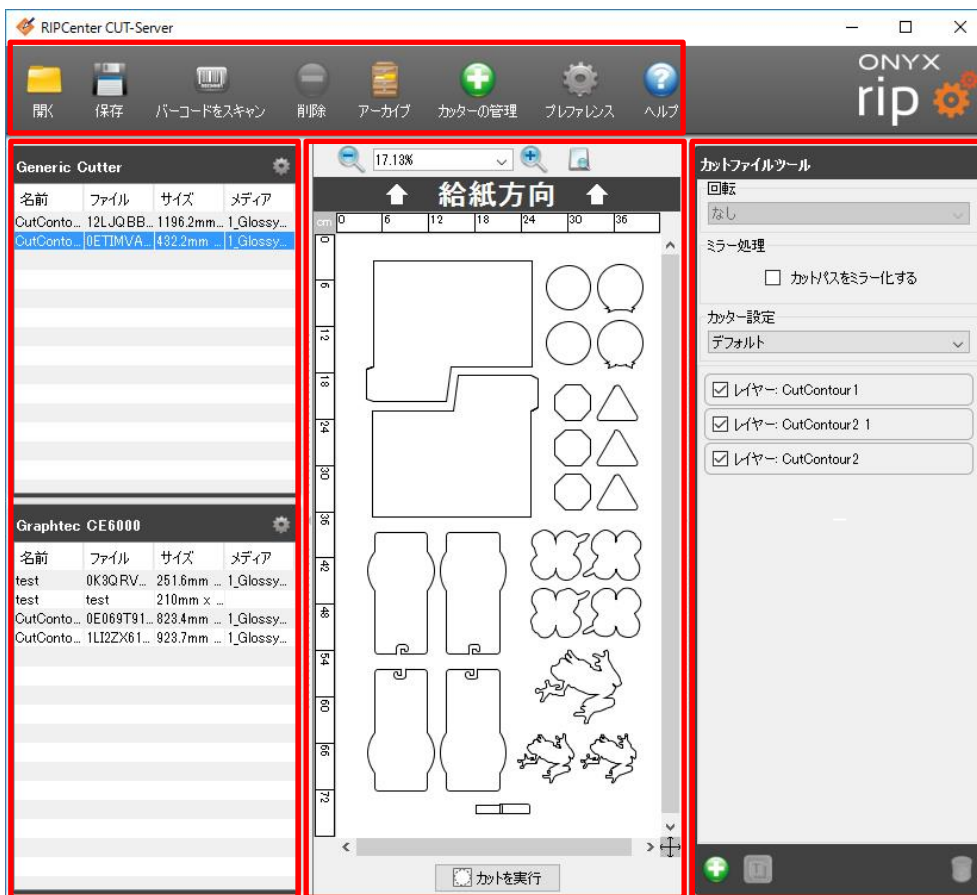 RIPCenter CUT-Server
開く 保存 バーコードをスキャン 削除 アーカイブ カッターの管理 プレファレンス ヘルプ
ONYX
rip
Generic Cutter
名前 ファイル サイズ メディア
CutConto... 12LJQBB... 1196.2mm... 1_Glossy...
CutConto... 0ETIMVA... 432.2mm ... 1_Glossy...
Graphtec CE6000
名前 ファイル サイズ メディア
test 0K3QRV... 251.6mm ... 1_Glossy...
test test 210mm x ...
CutConto... 0E069T91... 823.4mm ... 1_Glossy...
CutConto... 1LI2ZX61... 923.7mm ... 1_Glossy...
17.13%
給紙方向
cm 0 6 12 18 24 30 36
0
6
12
18
24
30
36
42
48
54
60
66
72
カットを実行
カットファイルツール
回転
なし
ミラー処理
カットパスをミラー化する
カッター設定
デフォルト
レイヤー: CutContour1
レイヤー: CutContour2 1
レイヤー: CutContour2